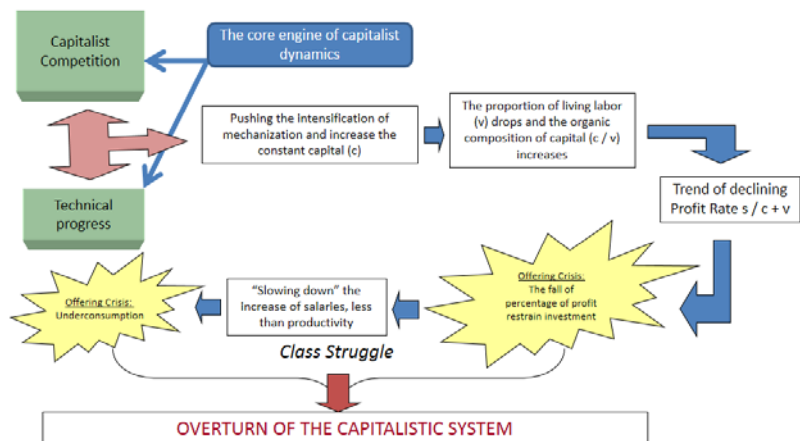 Capitalist
Competition
The core engine of capitalist
dynamics
Pushing the intensification of
mechanization and increase the
constant capital (c)
The proportion of living labor
(v) drops and the organic
composition of capital (c / v)
increases
Technical
progress
Trend of declining
Profit Rate s / c + v
Offering Crisis:
The fall of
percentage of profit
restrain investment
"Slowing down" the
increase of salaries, less
than productivity
Offering Crisis:
Underconsumption
Class Struggle
OVERTURN OF THE CAPITALISTIC SYSTEM